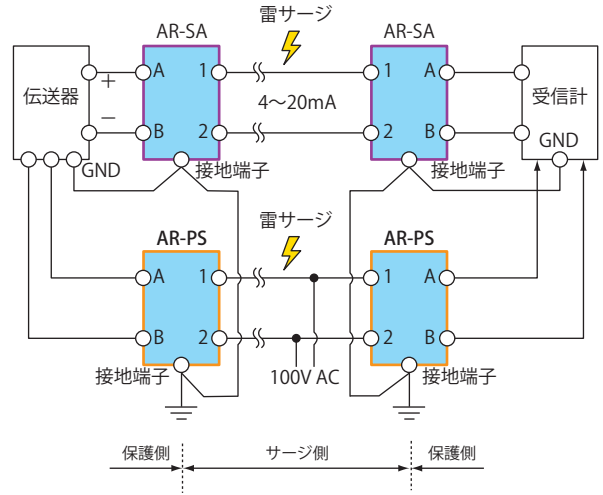 雷サージ
AR-SA
AR-SA
伝送器
+
−
A
1
B
2
4〜20mA
1
A
2
B
受信計
GND
GND
接地端子
接地端子
雷サージ
AR-PS
AR-PS
A
1
B
2
1
A
2
B
接地端子
100V AC
接地端子
保護側
サージ側
保護側